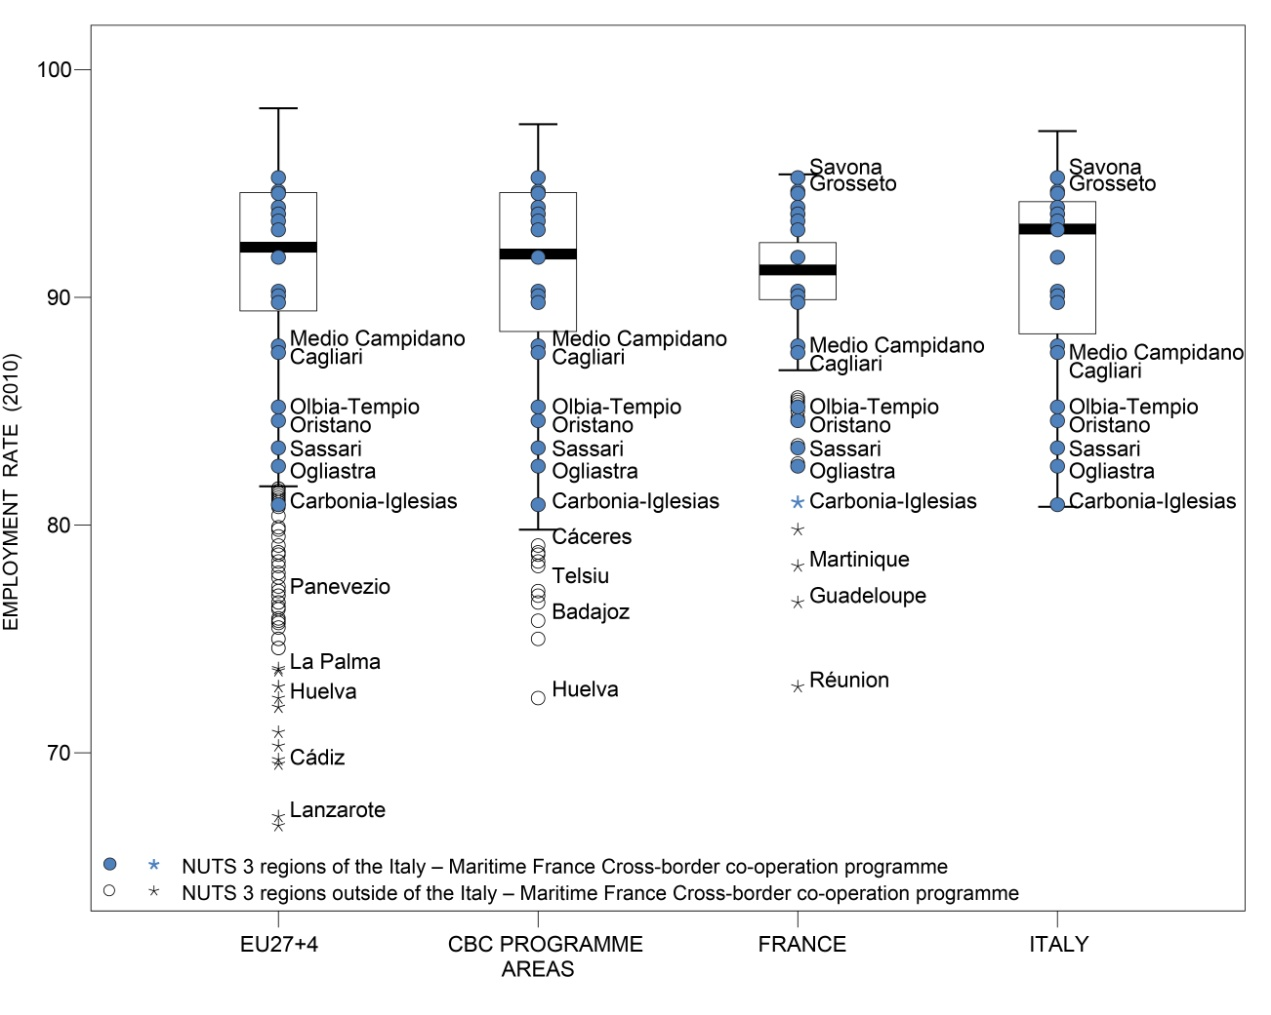 EMPLOYMENT RATE (2010)
100
90
80
70
Medio Campidano
Cagliari
Olbia-Tempio
Oristano
Sassari
Ogliastra
Carbonia-Iglesias
Panevezio
La Palma
Huelva
Cádiz
Lanzarote
Medio Campidano
Cagliari
Olbia-Tempio
Oristano
Sassari
Ogliastra
Carbonia-Iglesias
Cáceres
Telsiu
Badajoz
Huelva
Savona
Grosseto
Medio Campidano
Cagliari
Olbia-Tempio
Oristano
Sassari
Ogliastra
Carbonia-Iglesias
Martinique
Guadeloupe
Réunion
Savona
Grosseto
Medio Campidano
Cagliari
Olbia-Tempio
Oristano
Sassari
Ogliastra
Carbonia-Iglesias
NUTS 3 regions of the Italy – Maritime France Cross-border co-operation programme
NUTS 3 regions outside of the Italy – Maritime France Cross-border co-operation programme
EU27+4
CBC PROGRAMME
AREAS
FRANCE
ITALY